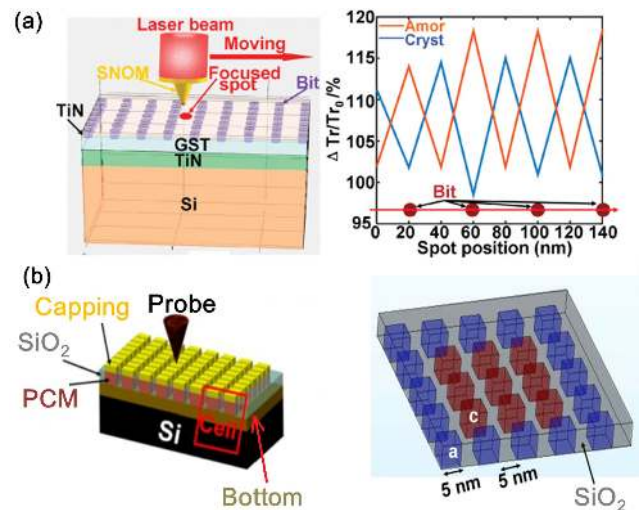 (a)
Laser beam
Moving
SNOM
Focused
spot
Bit
TiN
GST
TiN
Si
Δ Tr/Tr0/%
120
115
110
105
100
95
Amor
Cryst
Bit
0 20 40 60 80 100 120 140
Spot position (nm)
(b)
Capping
Probe
SiO2
PCM
Si
Cell
Bottom
c
a
5 nm
5 nm
SiO2